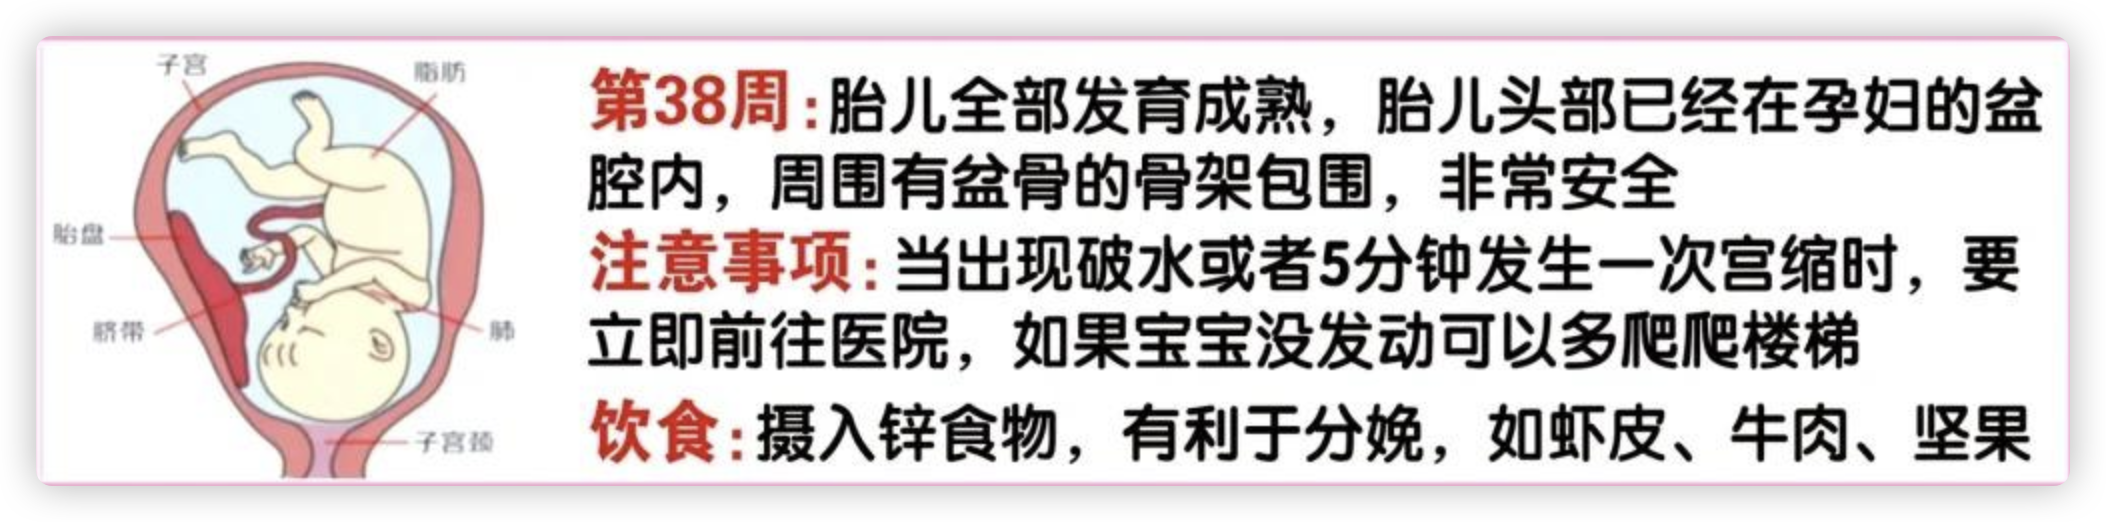 子宫
脂肪
胎盘
脐带
肺
子宫颈
第38周:胎儿全部发育成熟，胎儿头部已经在孕妇的盆
腔内，周围有盆骨的骨架包围，非常安全
注意事项:当出现破水或者5分钟发生一次宫缩时，要
立即前往医院，如果宝宝没发动可以多爬爬楼梯
饮食:摄入锌食物，有利于分娩，如虾皮、牛肉、坚果